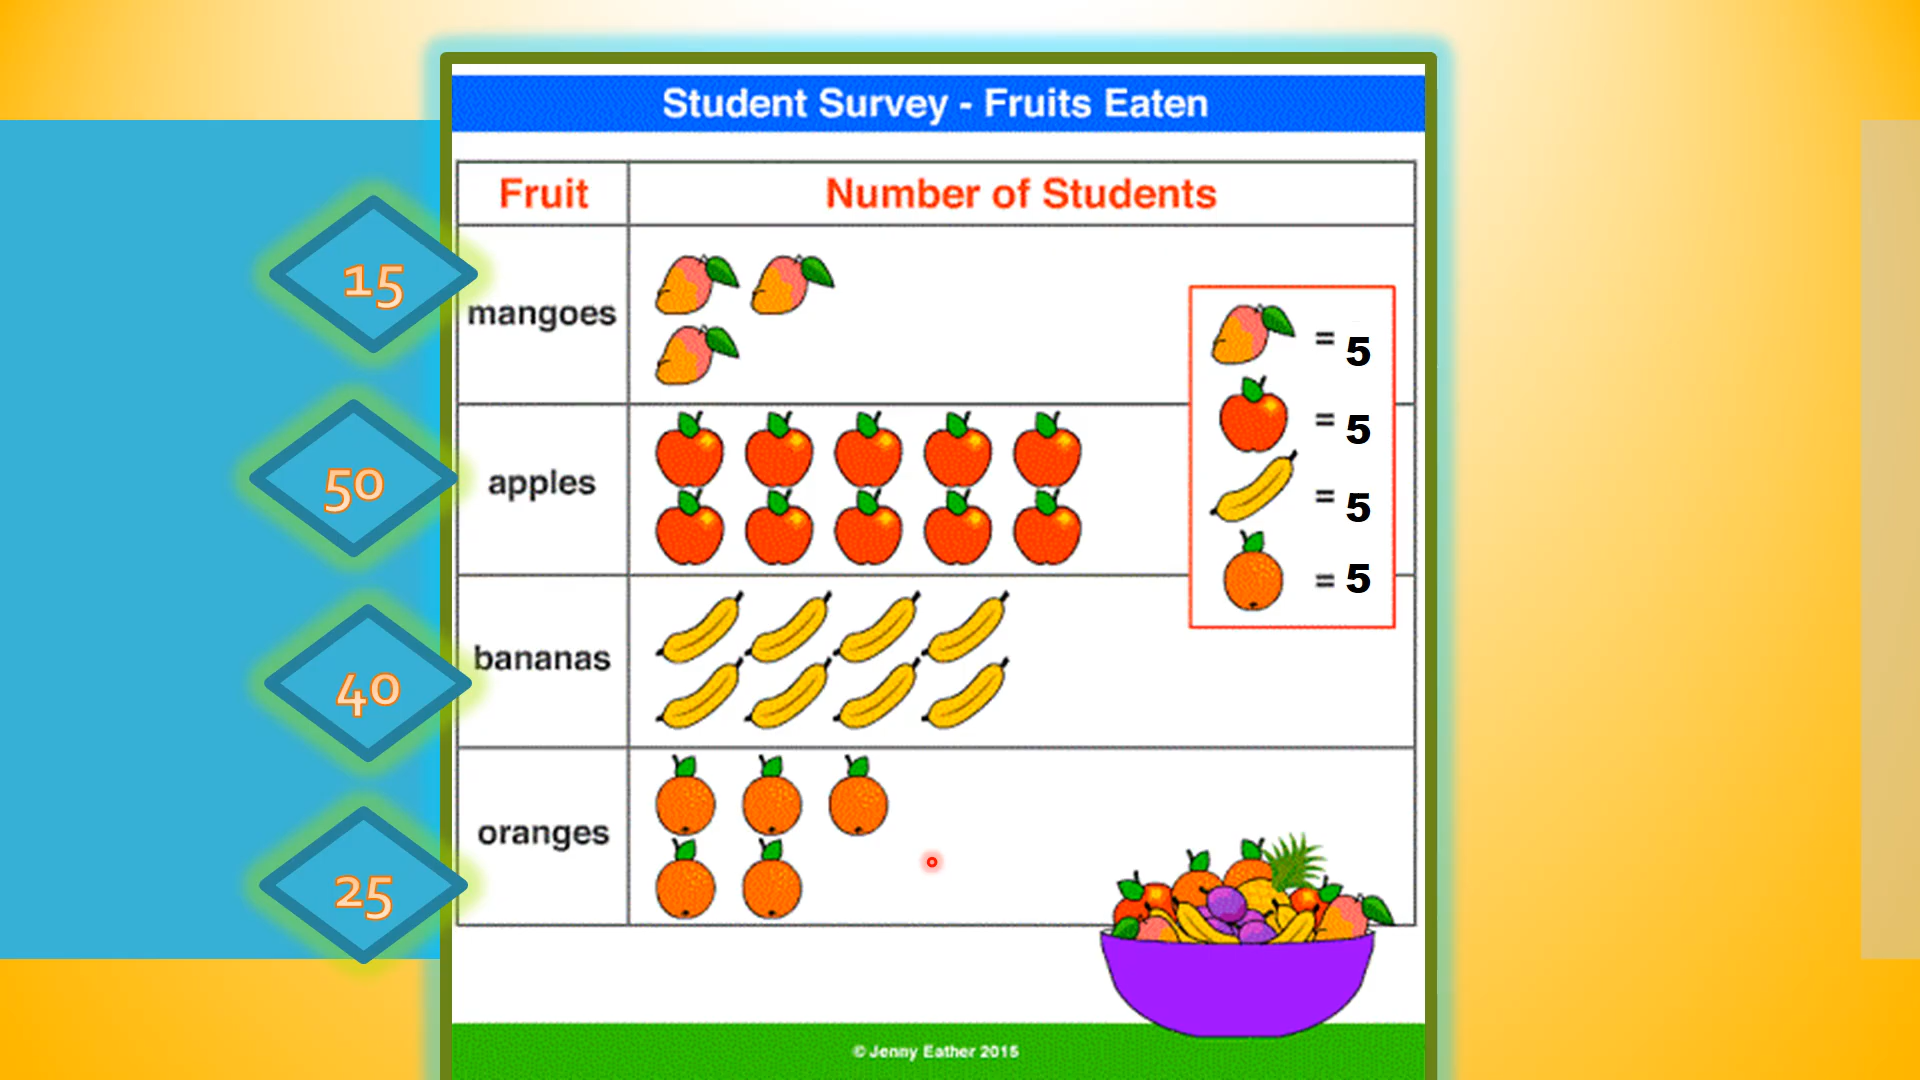 Student Survey - Fruits Eaten
Fruit Number of Students
15
mangoes
= 5
50
apples
= 5
= 5
= 5
40
bananas
25
oranges
© Jenny Eather 2015